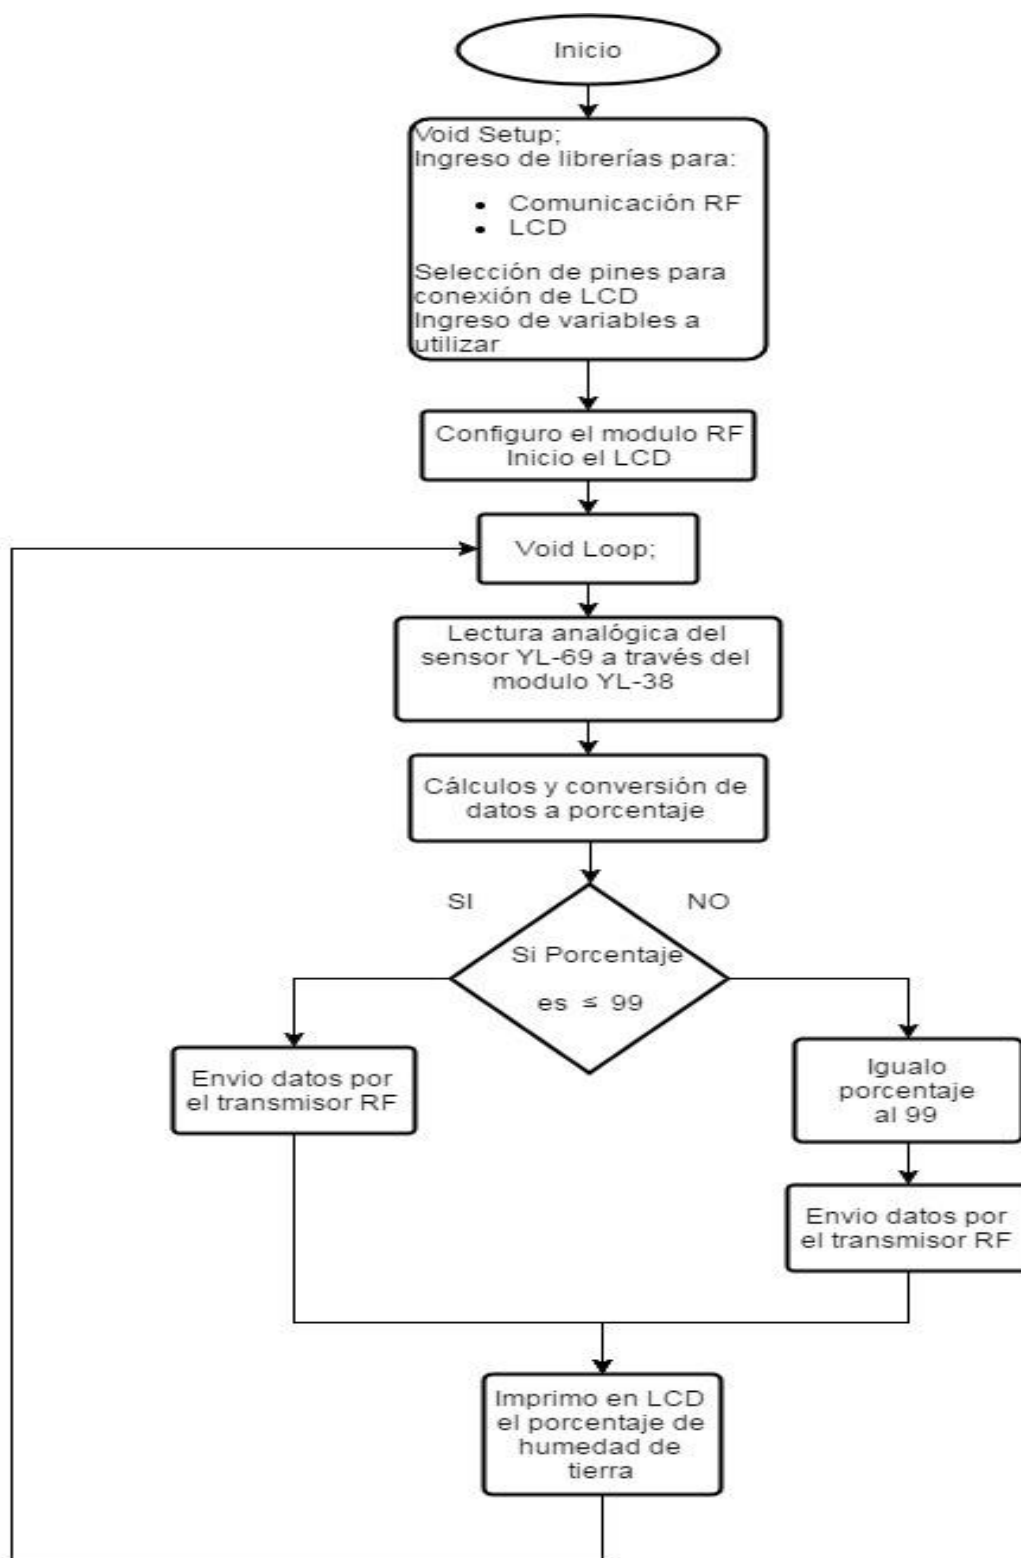 Inicio
Void Setup;
Ingreso de librerías para:
• Comunicación RF
• LCD
Selección de pines para
conexión de LCD
Ingreso de variables a
utilizar
Configuro el modulo RF
Inicio el LCD
Void Loop;
Lectura analógica del
sensor YL-69 a través del
modulo YL-38
Cálculos y conversión de
datos a porcentaje
SI
NO
Si Porcentaje
es ≤ 99
Envio datos por
el transmisor RF
Igualo
porcentaje
al 99
Envio datos por
el transmisor RF
Imprimo en LCD
el porcentaje de
humedad de
tierra